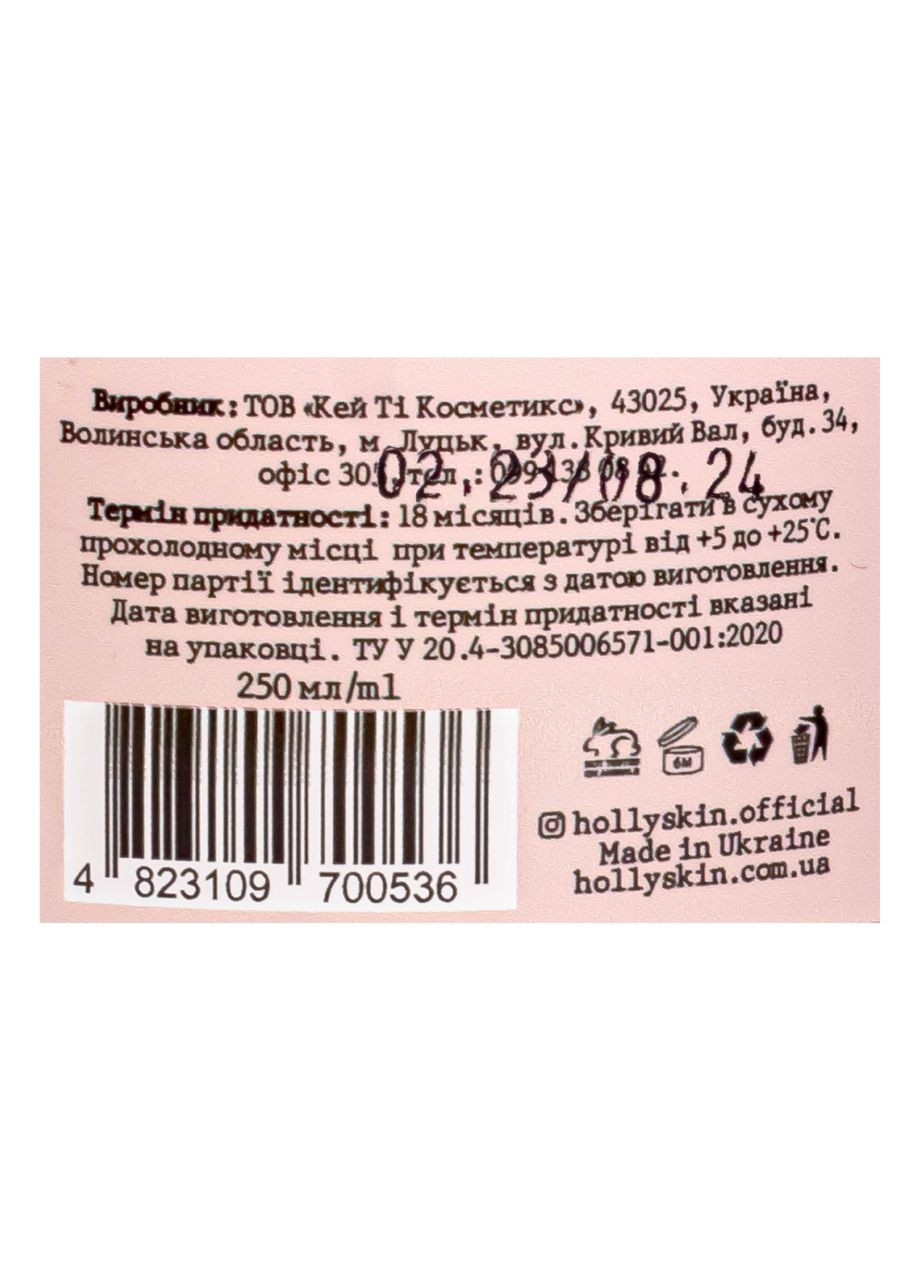 Виробник: ТОВ «Кей Ті Косметикс», 43025, Україна,
Волинська область, м. Луцьк, вул. Кривий Вал, буд. 34,
офіс тел.:
02.23/08.24
Термін придатності: 18 місяців. Зберігати в сухому
прохолодному місці при температурі від +5 до +25°C.
Номер партії ідентифікується з датою виготовлення.
Дата виготовлення і термін придатності вказані
на упаковці. ТУ У 20.4-3085006571-001:2020
250 мл/ml
4 823109 700536
6M
hollyskin.official
Made in Ukraine
hollyskin.com.ua